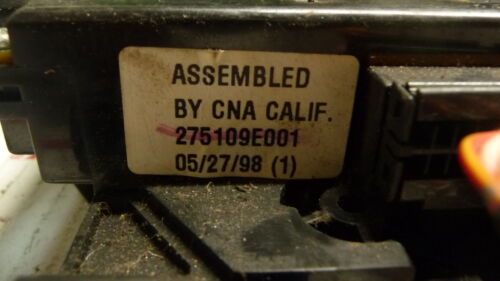 ASSEMBLED
BY CNA CALIF.
275109E001
05/27/98 (1)